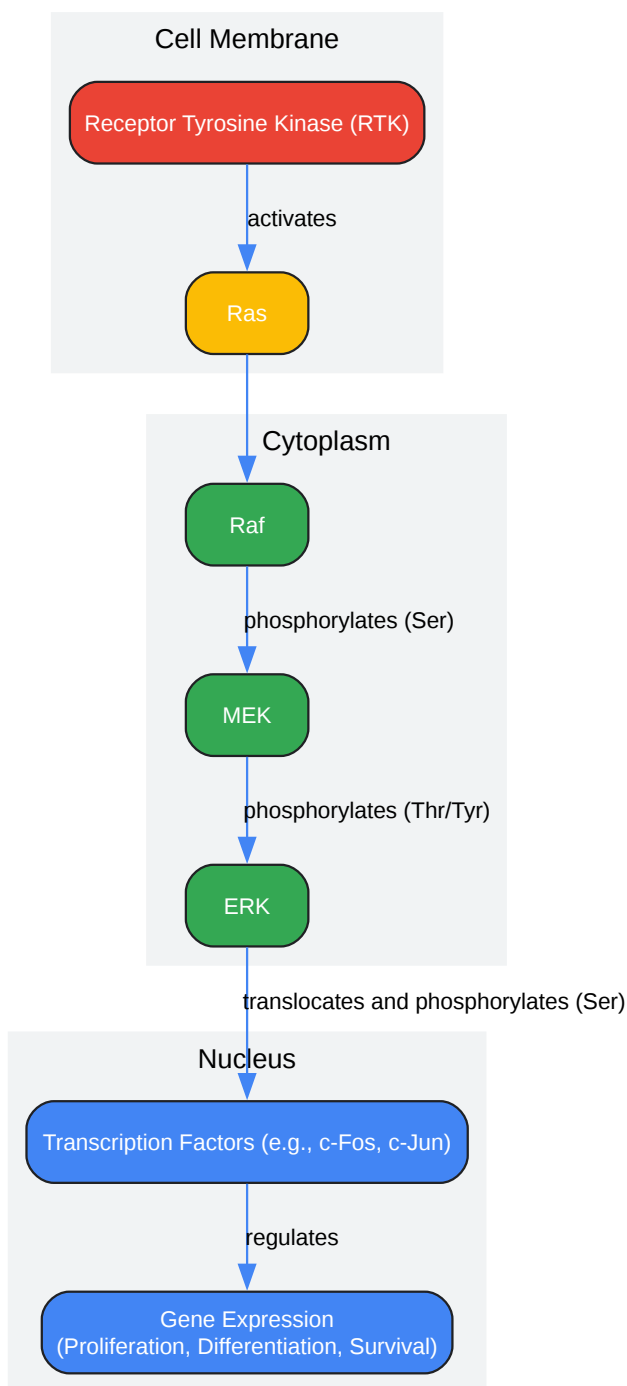 Cell Membrane
Receptor Tyrosine Kinase (RTK)
activates
Ras
Cytoplasm
Raf
phosphorylates (Ser)
MEK
phosphorylates (Thr/Tyr)
ERK
translocates and phosphorylates (Ser)
Nucleus
Transcription Factors (e.g., c-Fos, c-Jun)
regulates
Gene Expression
(Proliferation, Differentiation, Survival)